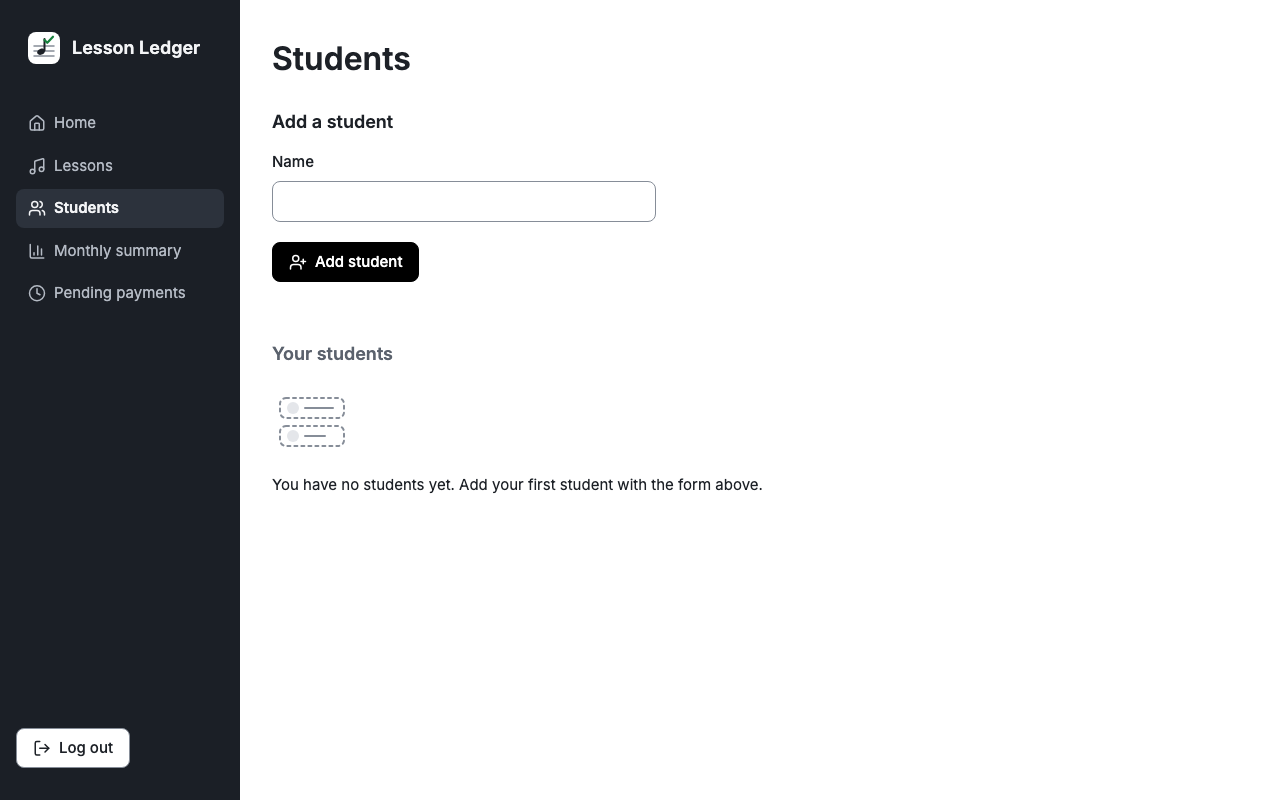 Lesson Ledger
Home
Lessons
Students
Monthly summary
Pending payments
Log out
Students
Add a student
Name
Add student
Your students
You have no students yet. Add your first student with the form above.